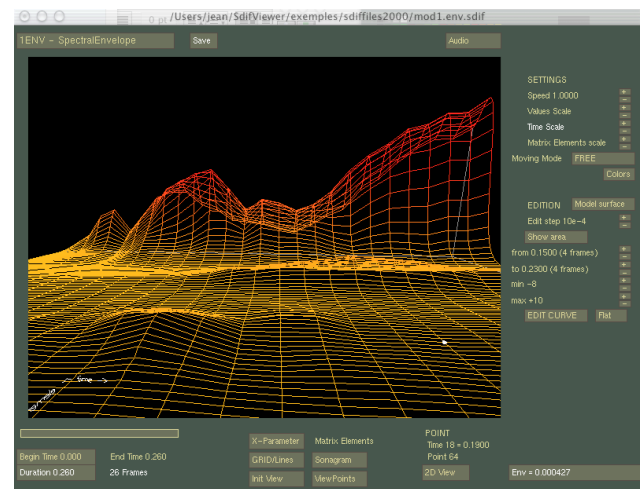 0 pt
/Users/jean/SdifViewer/exemples/sdiffiles2000/mod1.env.sdif
1ENV - SpectralEnvelope
Save
Audio
SETTINGS
Speed 1.0000
Values Scale
Time Scale
Matrix Elements scale
Moving Mode FREE
Colors
EDITION Model surface
Edit step 10e-4
Show area
from 0.1500 (4 frames)
to 0.2300 (4 frames)
min -8
max +10
EDIT CURVE Flat
time
Begin Time 0.000
End Time 0.260
Duration 0.260
26 Frames
X-Parameter
Matrix Elements
GRID/Lines
Sonagram
Init View
ViewPoints
POINT
Time 18 = 0.1900
Point 64
2D View
Env = 0.000427